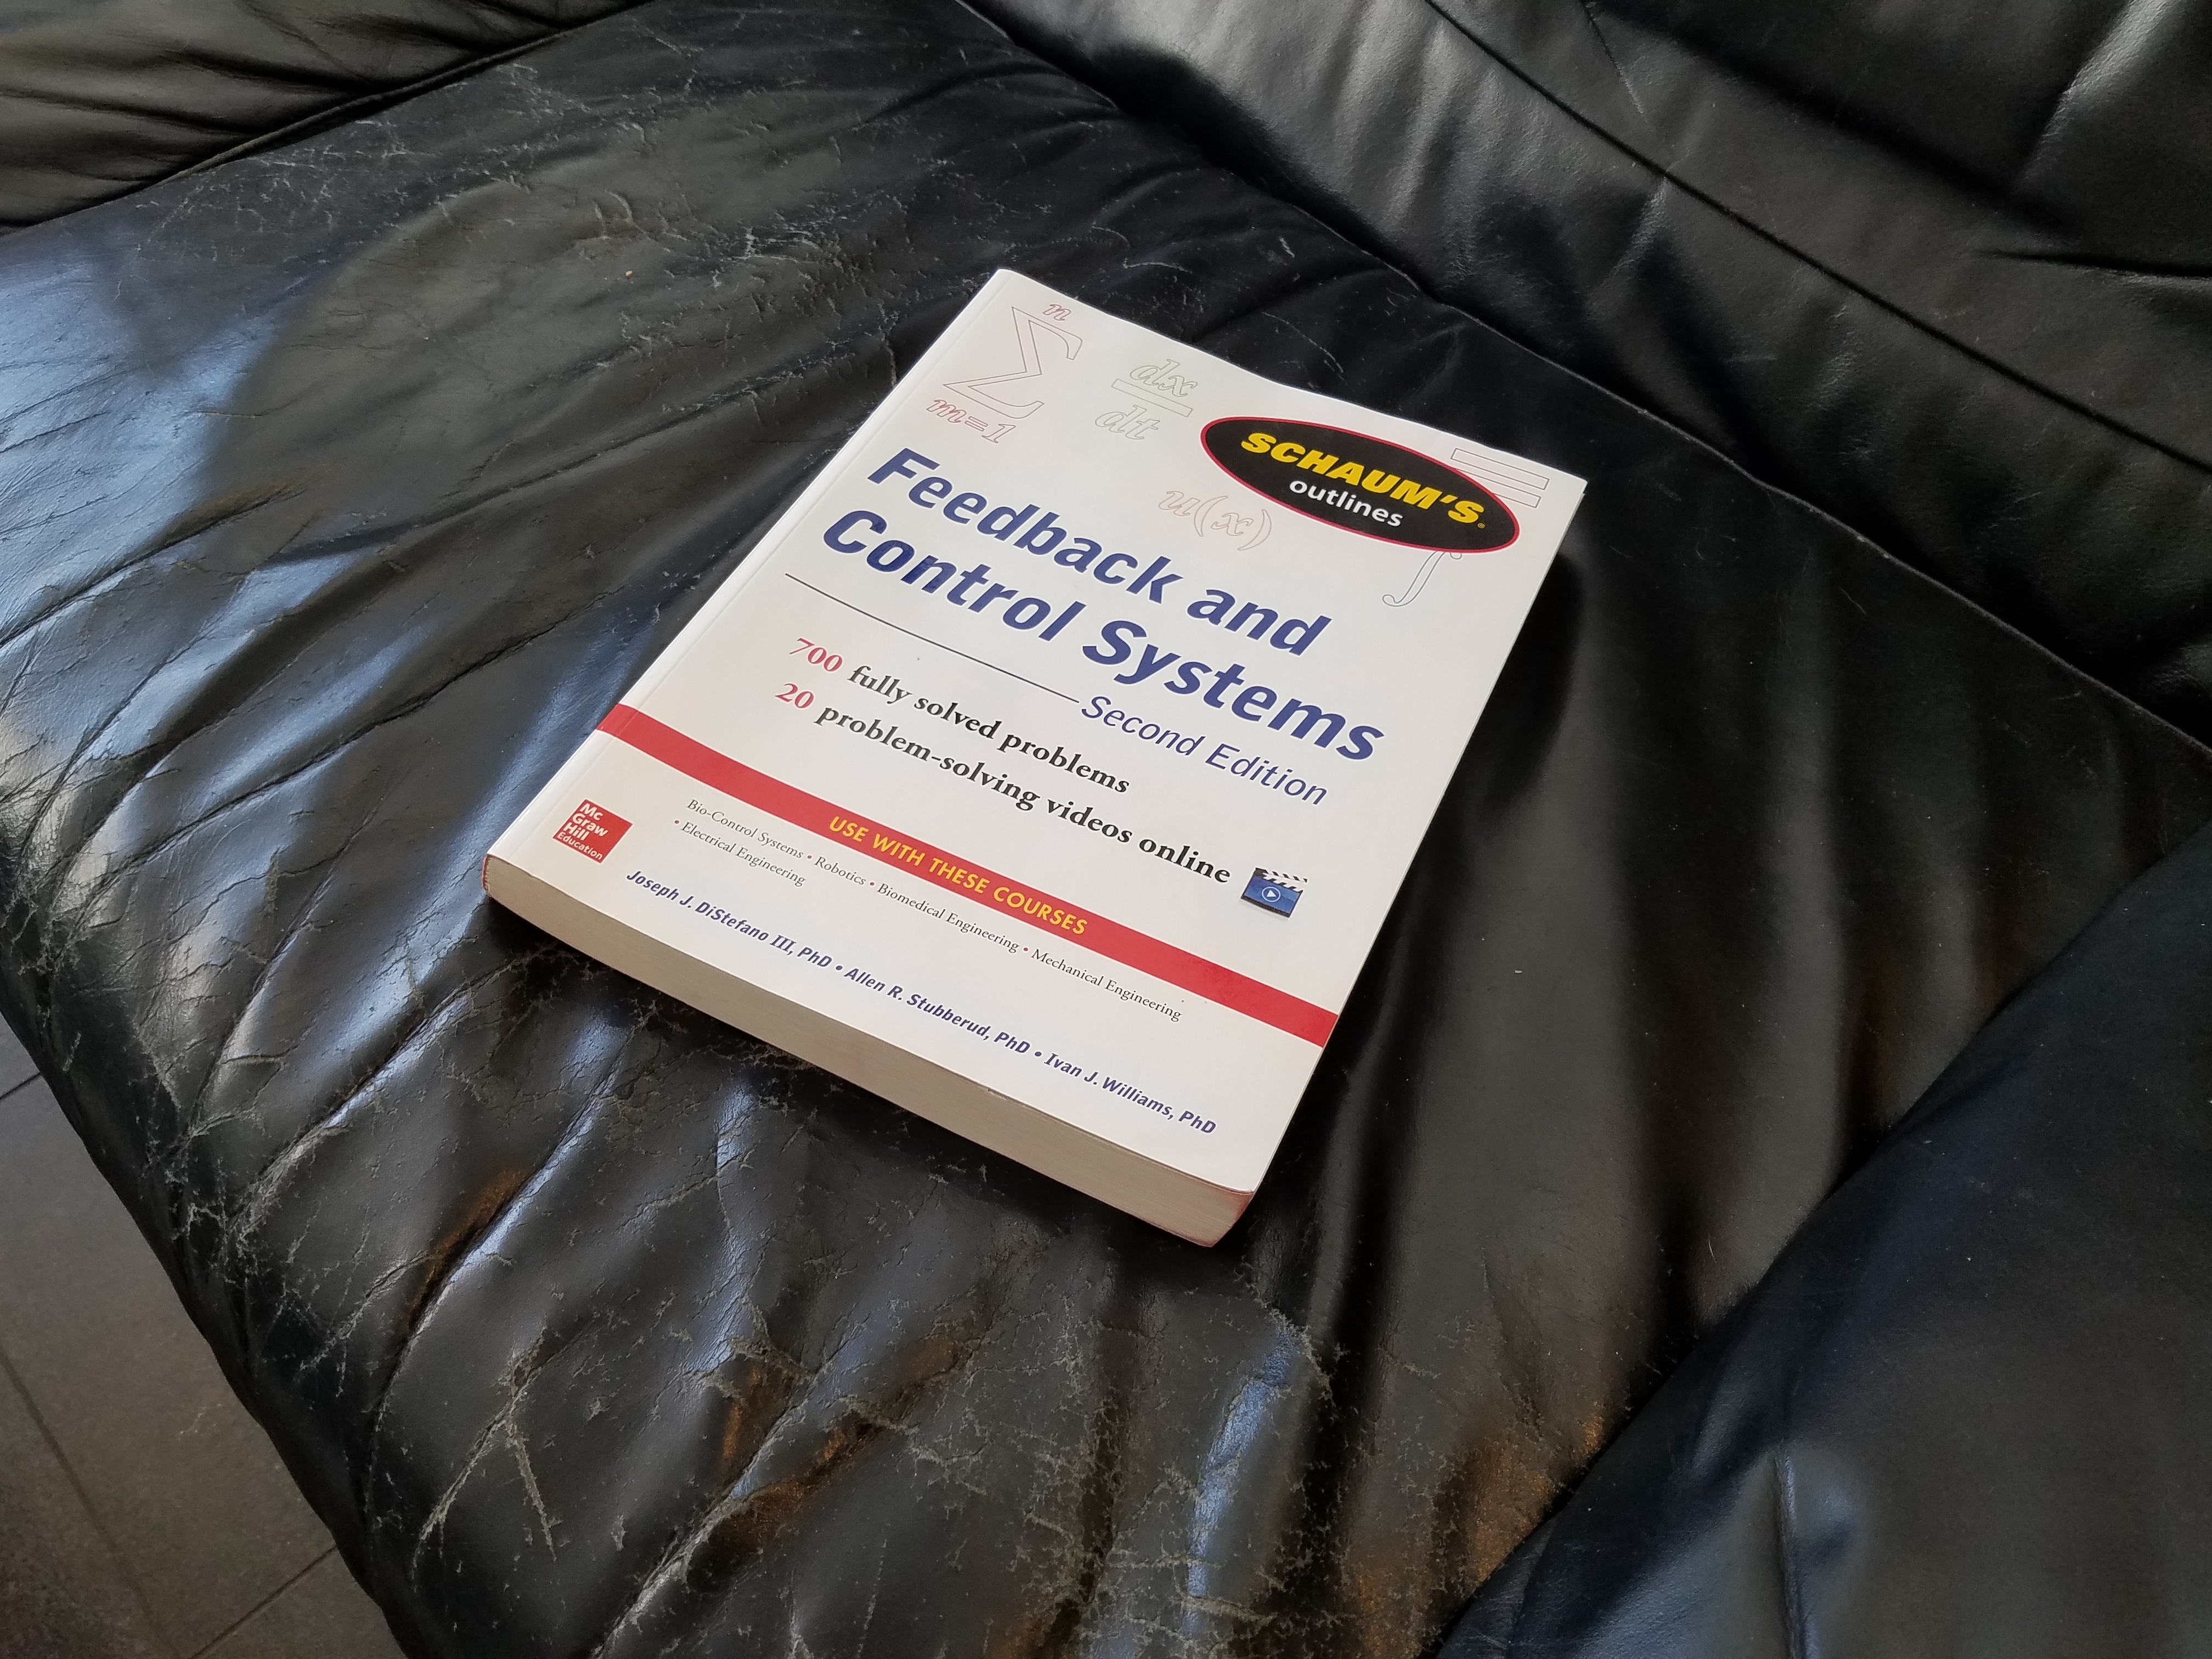 n
∑
m=1
dx
dt
SCHAUM'S
outlines
u(x)
∫
Feedback and
Control Systems
Second Edition
700 fully solved problems
20 problem-solving videos online
USE WITH THESE COURSES
Bio-Control Systems • Robotics • Biomedical Engineering • Mechanical Engineering
• Electrical Engineering
Mc
Graw
Hill
Education
Joseph J. DiStefano III, PhD • Allen R. Stubberud, PhD • Ivan J. Williams, PhD